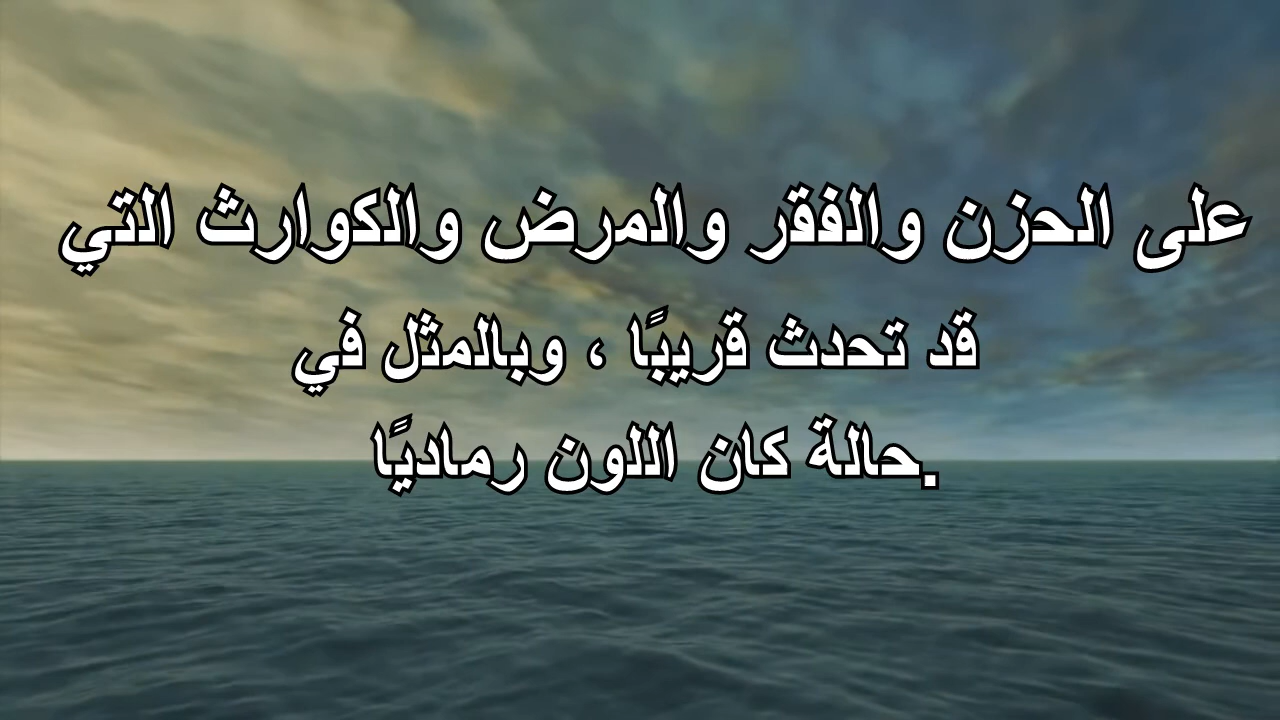 على الحزن والفقر والمرض والكوارث التي
قد تحدث قريبًا ، وبالمثل في
حالة كان اللون رماديًا.